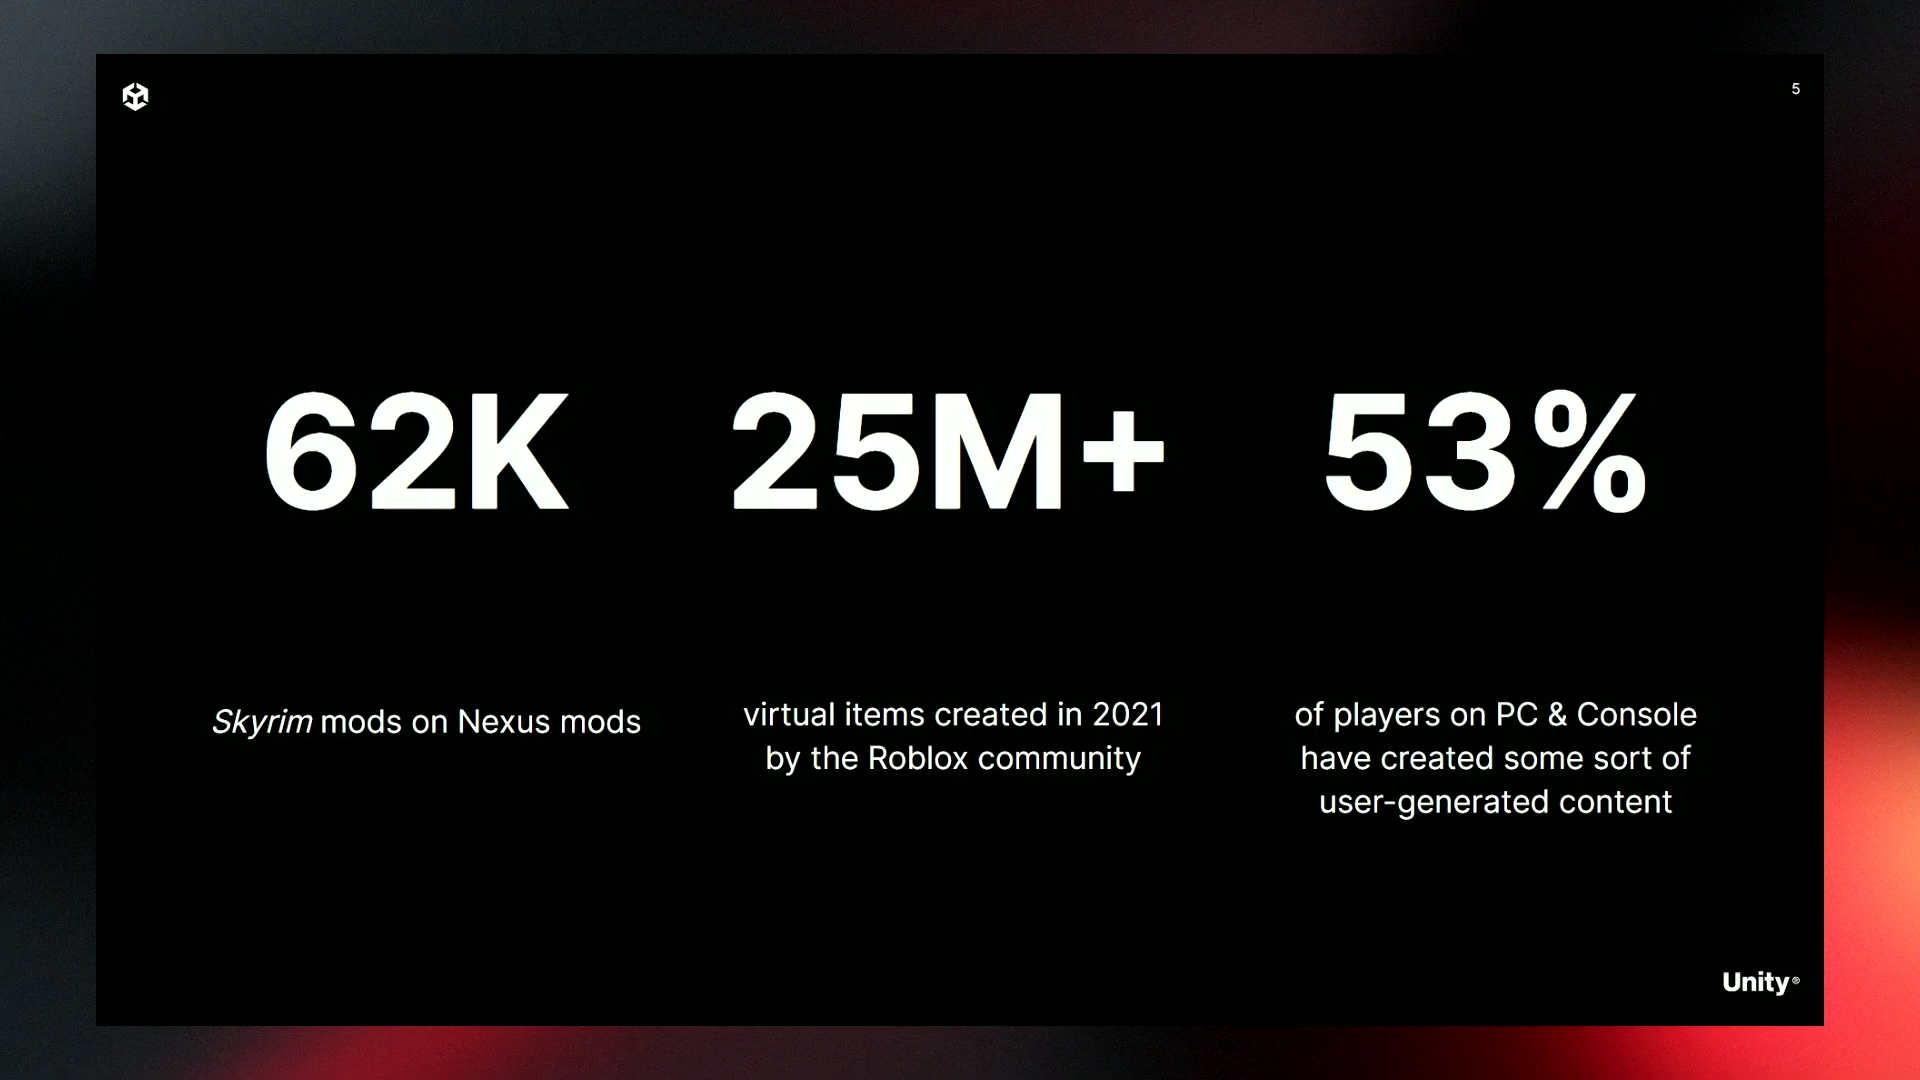 5
62K
25M+
53%
Skyrim mods on Nexus mods
virtual items created in 2021
by the Roblox community
of players on PC & Console
have created some sort of
user-generated content
Unity®